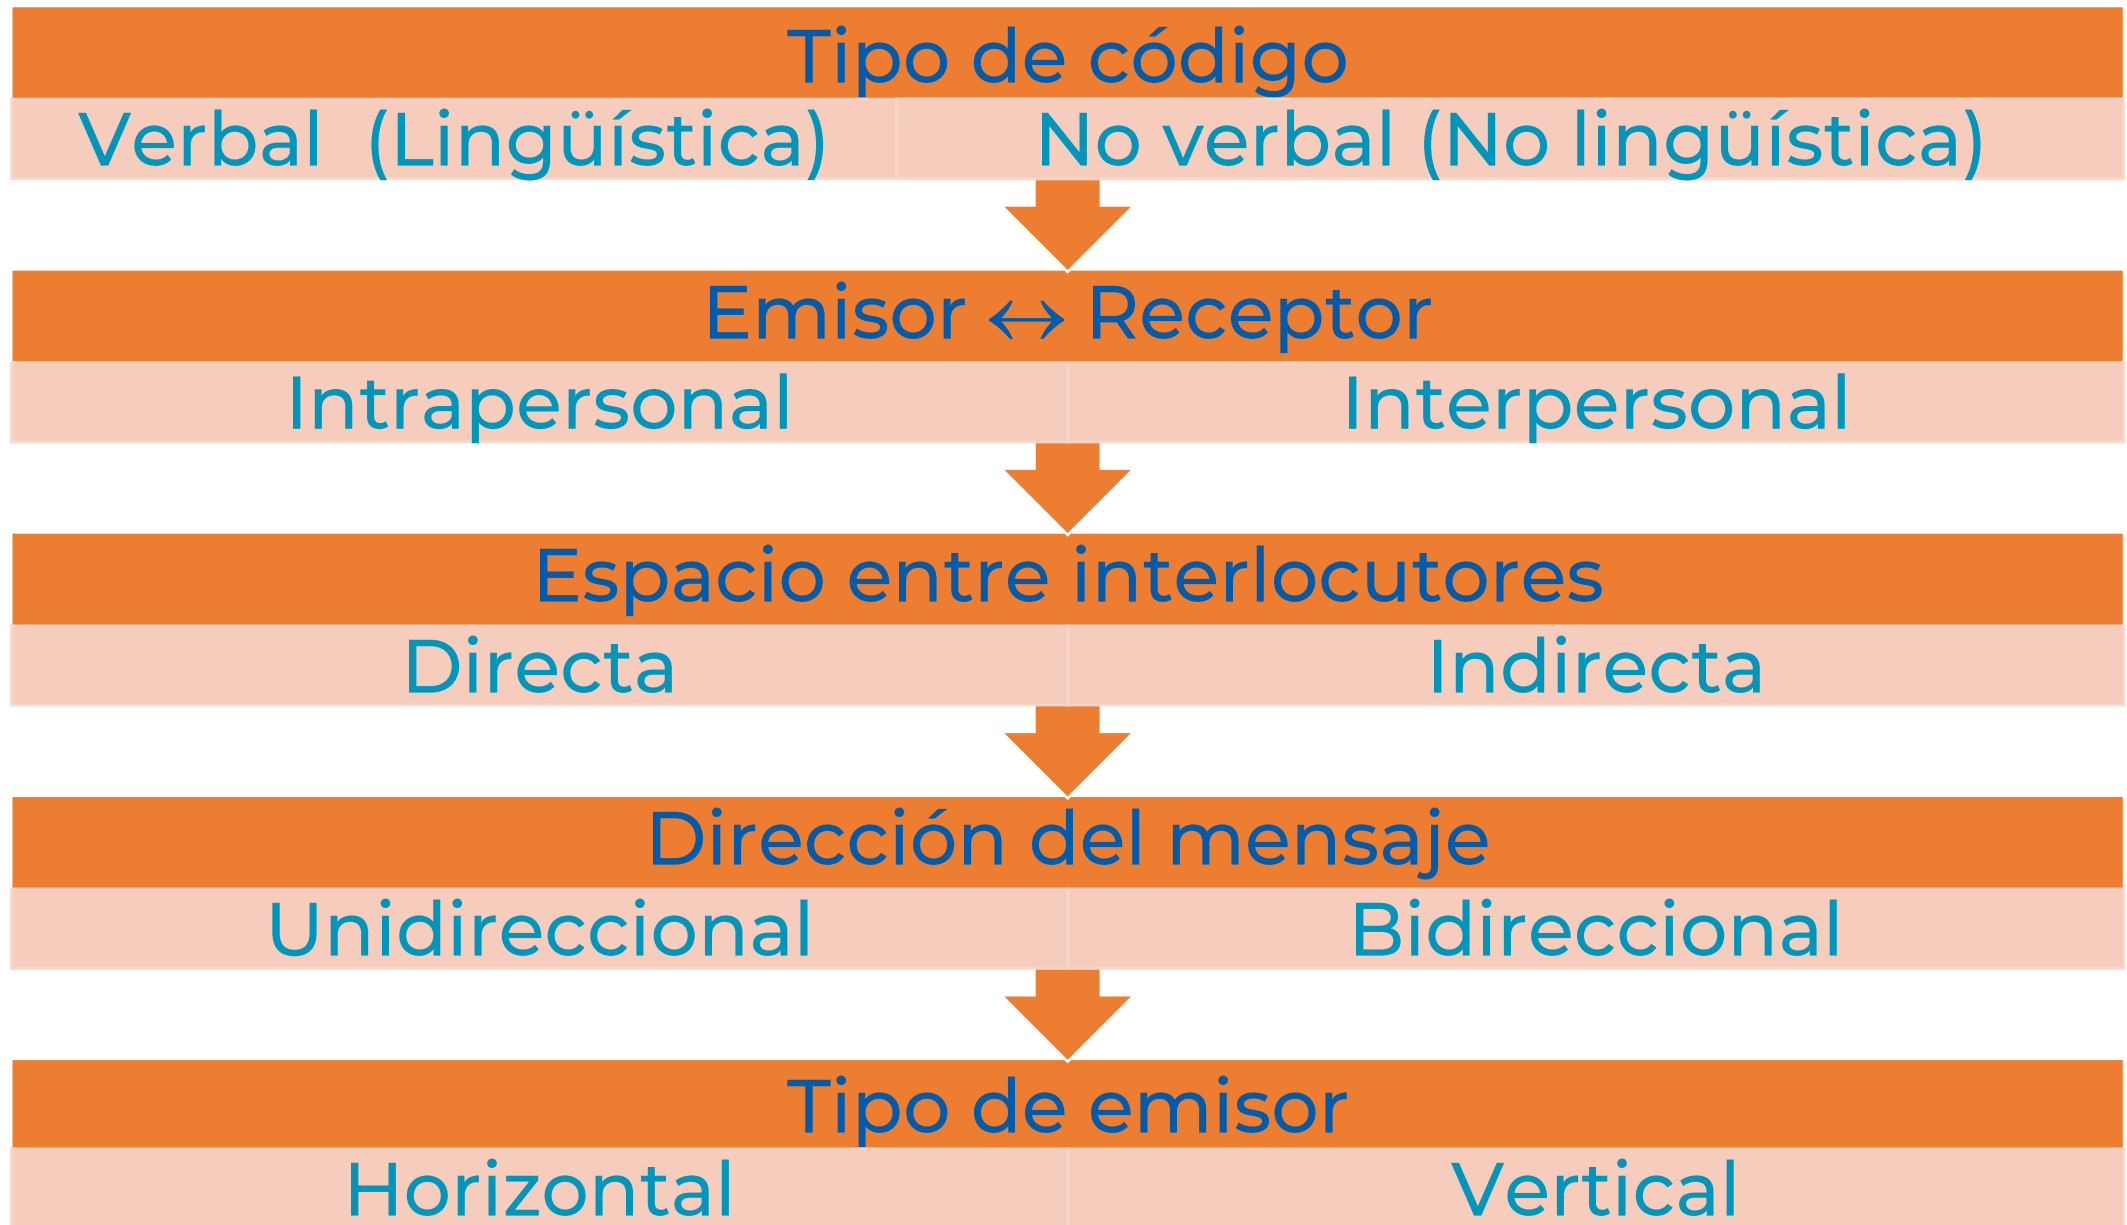 Tipo de código
Verbal (Lingüística) No verbal (No lingüística)
Emisor ↔ Receptor
Intrapersonal Interpersonal
Espacio entre interlocutores
Directa Indirecta
Dirección del mensaje
Unidireccional Bidireccional
Tipo de emisor
Horizontal Vertical